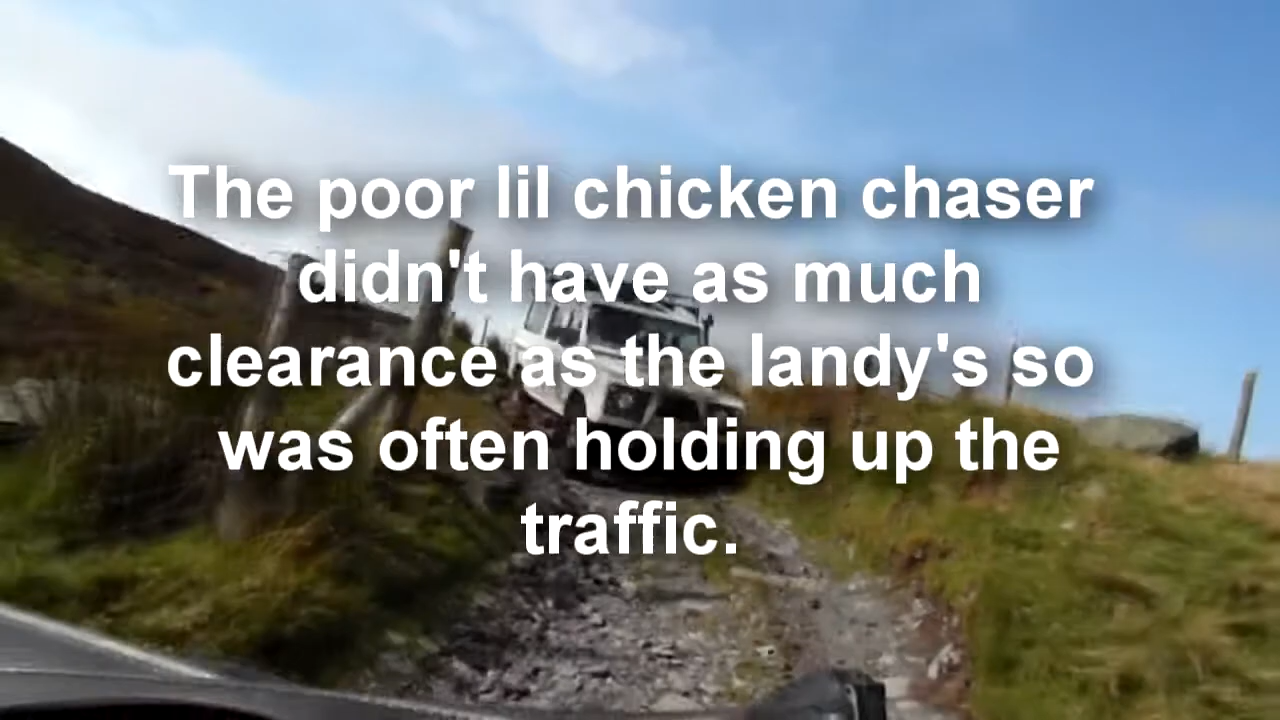 The poor lil chicken chaser
didn't have as much
clearance as the landy's so
was often holding up the
traffic.